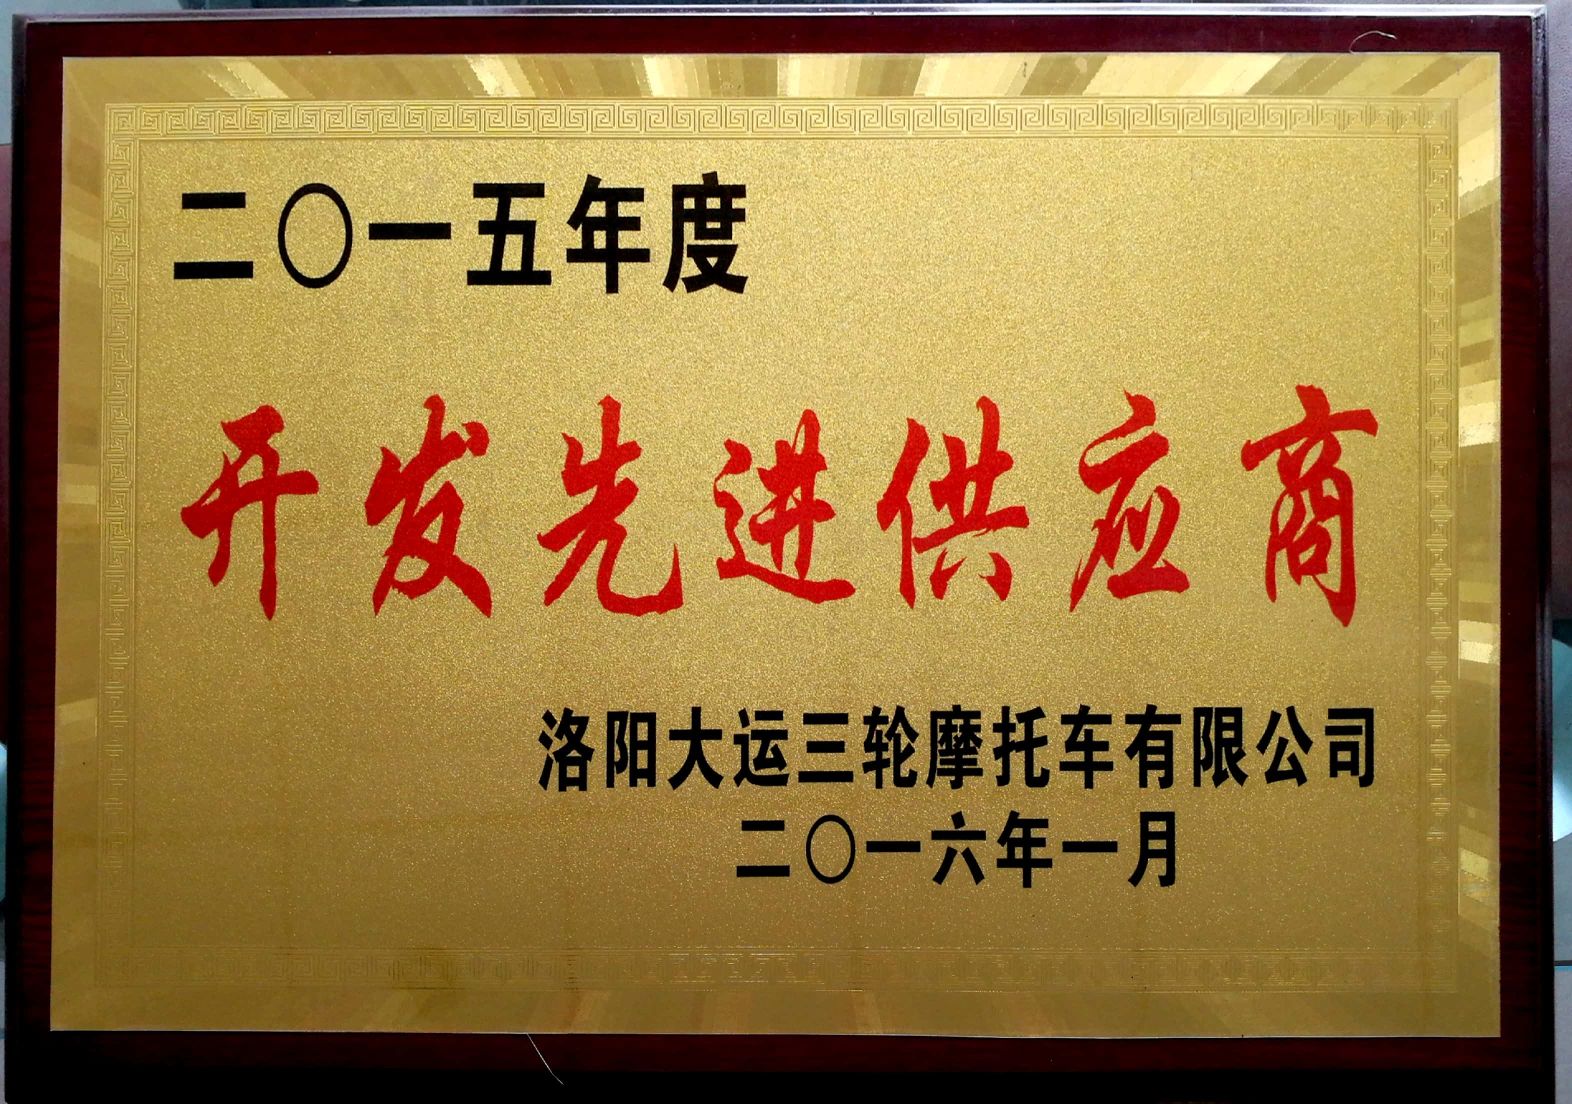 二〇一五年度
开发先进供应商
洛阳大运三轮摩托车有限公司
二〇一六年一月